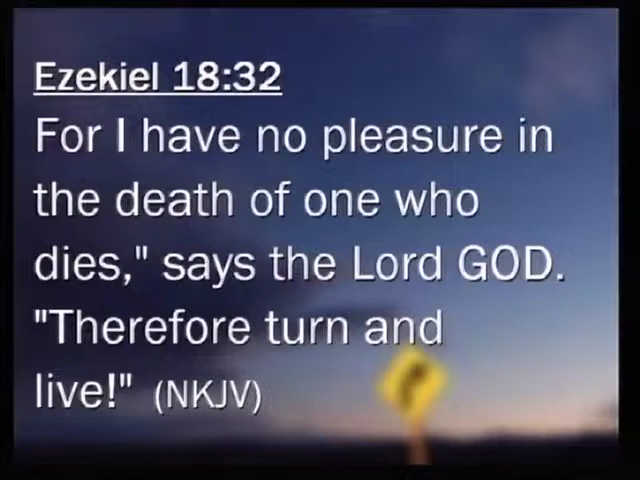 Ezekiel 18:32
For I have no pleasure in
the death of one who
dies," says the Lord GOD.
"Therefore turn and
live!" (NKJV)